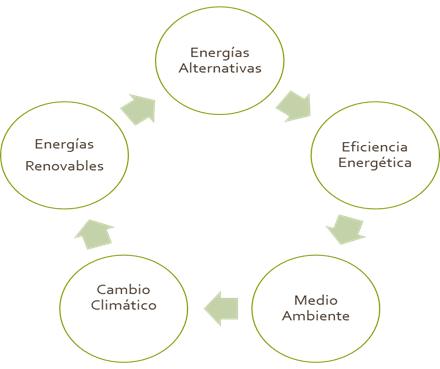 Energías
Alternativas
Eficiencia
Energética
Medio
Ambiente
Cambio
Climático
Energías
Renovables